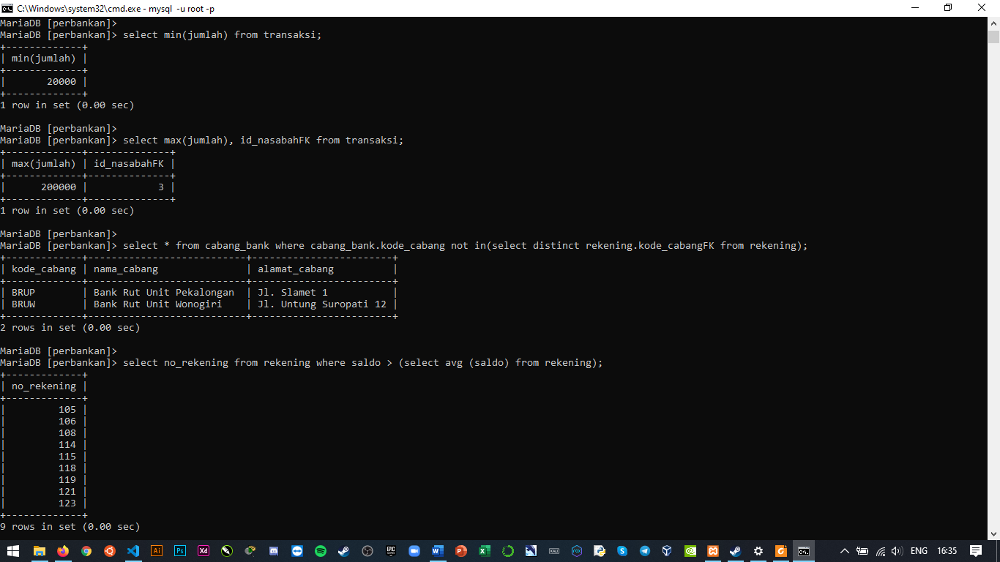 C:\Windows\system32\cmd.exe - mysql  -u root -p
MariaDB [perbankan]>
MariaDB [perbankan]> select min(jumlah) from transaksi;
+-------------+
| min(jumlah) |
+-------------+
|       20000 |
+-------------+
1 row in set (0.00 sec)

MariaDB [perbankan]>
MariaDB [perbankan]> select max(jumlah), id_nasabahFK from transaksi;
+-------------+--------------+
| max(jumlah) | id_nasabahFK |
+-------------+--------------+
|      200000 |            3 |
+-------------+--------------+
1 row in set (0.00 sec)

MariaDB [perbankan]>
MariaDB [perbankan]> select * from cabang_bank where cabang_bank.kode_cabang not in(select distinct rekening.kode_cabangFK from rekening);
+-------------+---------------------------+------------------------+
| kode_cabang | nama_cabang               | alamat_cabang          |
+-------------+---------------------------+------------------------+
| BRUP        | Bank Rut Unit Pekalongan  | Jl. Slamet 1           |
| BRUW        | Bank Rut Unit Wonogiri    | Jl. Untung Suropati 12 |
+-------------+---------------------------+------------------------+
2 rows in set (0.00 sec)

MariaDB [perbankan]>
MariaDB [perbankan]> select no_rekening from rekening where saldo > (select avg (saldo) from rekening);
+-------------+
| no_rekening |
+-------------+
|         105 |
|         106 |
|         108 |
|         114 |
|         115 |
|         118 |
|         119 |
|         121 |
|         123 |
+-------------+
9 rows in set (0.00 sec)
Ai Ps Xd EPIC GAMES KALI ENG 16:35